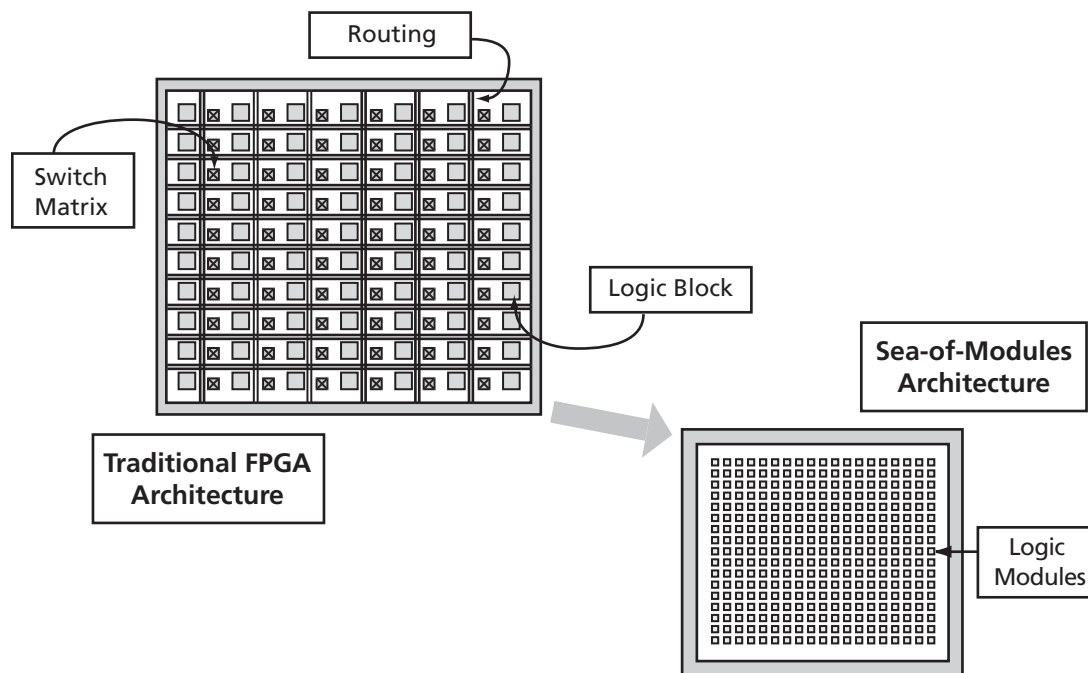 Routing
Switch
Matrix
Logic Block
Sea-of-Modules
Architecture
Traditional FPGA
Architecture
Logic
Modules